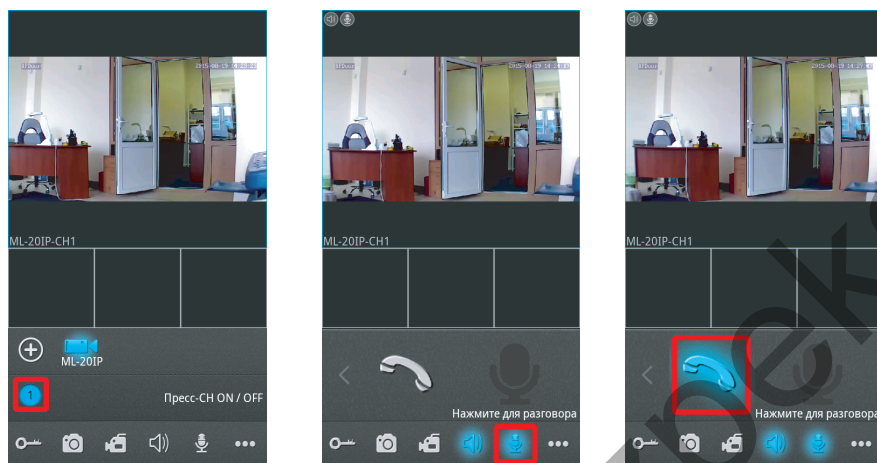 ML-20IP-CH1
ML-20IP
1
Пресс-CH ON / OFF
ML-20IP-CH1
Нажмите для разговора
ML-20IP-CH1
Нажмите для разговора